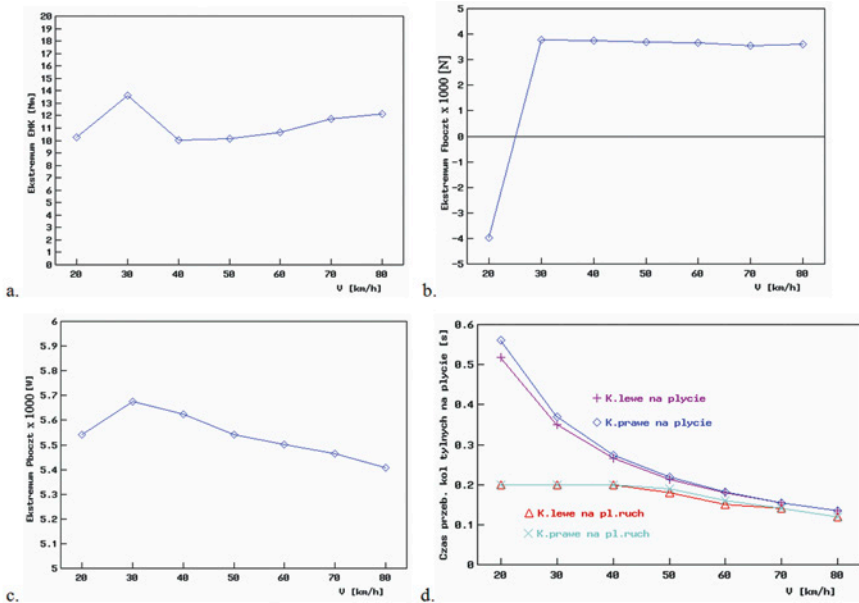 Ekstremum EMK [Nm]
20
19
18
17
16
15
14
13
12
11
10
9
8
7
6
5
4
3
2
1
0
20 30 40 50 60 70 80
V [km/h]
a.
Ekstremum Fboczt x 1000 [N]
5
4
3
2
1
0
-1
-2
-3
-4
-5
20 30 40 50 60 70 80
V [km/h]
b.
Ekstremum Pboczt x 1000 [W]
6
5.9
5.8
5.7
5.6
5.5
5.4
5.3
5.2
5.1
5
20 30 40 50 60 70 80
V [km/h]
c.
Czas przeb. kol tylnych na plycie [s]
0.6
0.5
0.4
0.3
0.2
0.1
0
K.lewe na plycie
K.prawe na plycie
K.lewe na pl.ruch
K.prawe na pl.ruch
20 30 40 50 60 70 80
V [km/h]
d.